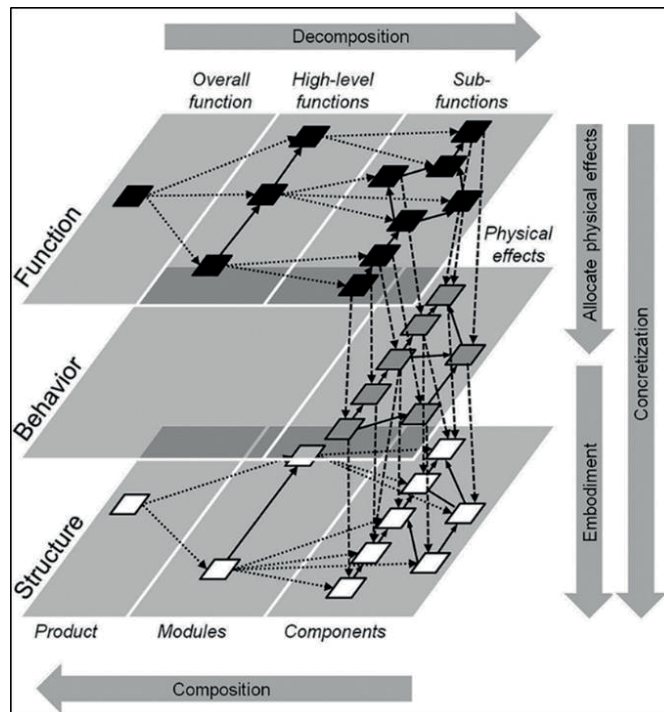 Decomposition
Overall function
High-level functions
Sub-functions
Function
Physical effects
Allocate physical effects
Concretization
Behavior
Embodiment
Structure
Product
Modules
Components
Composition